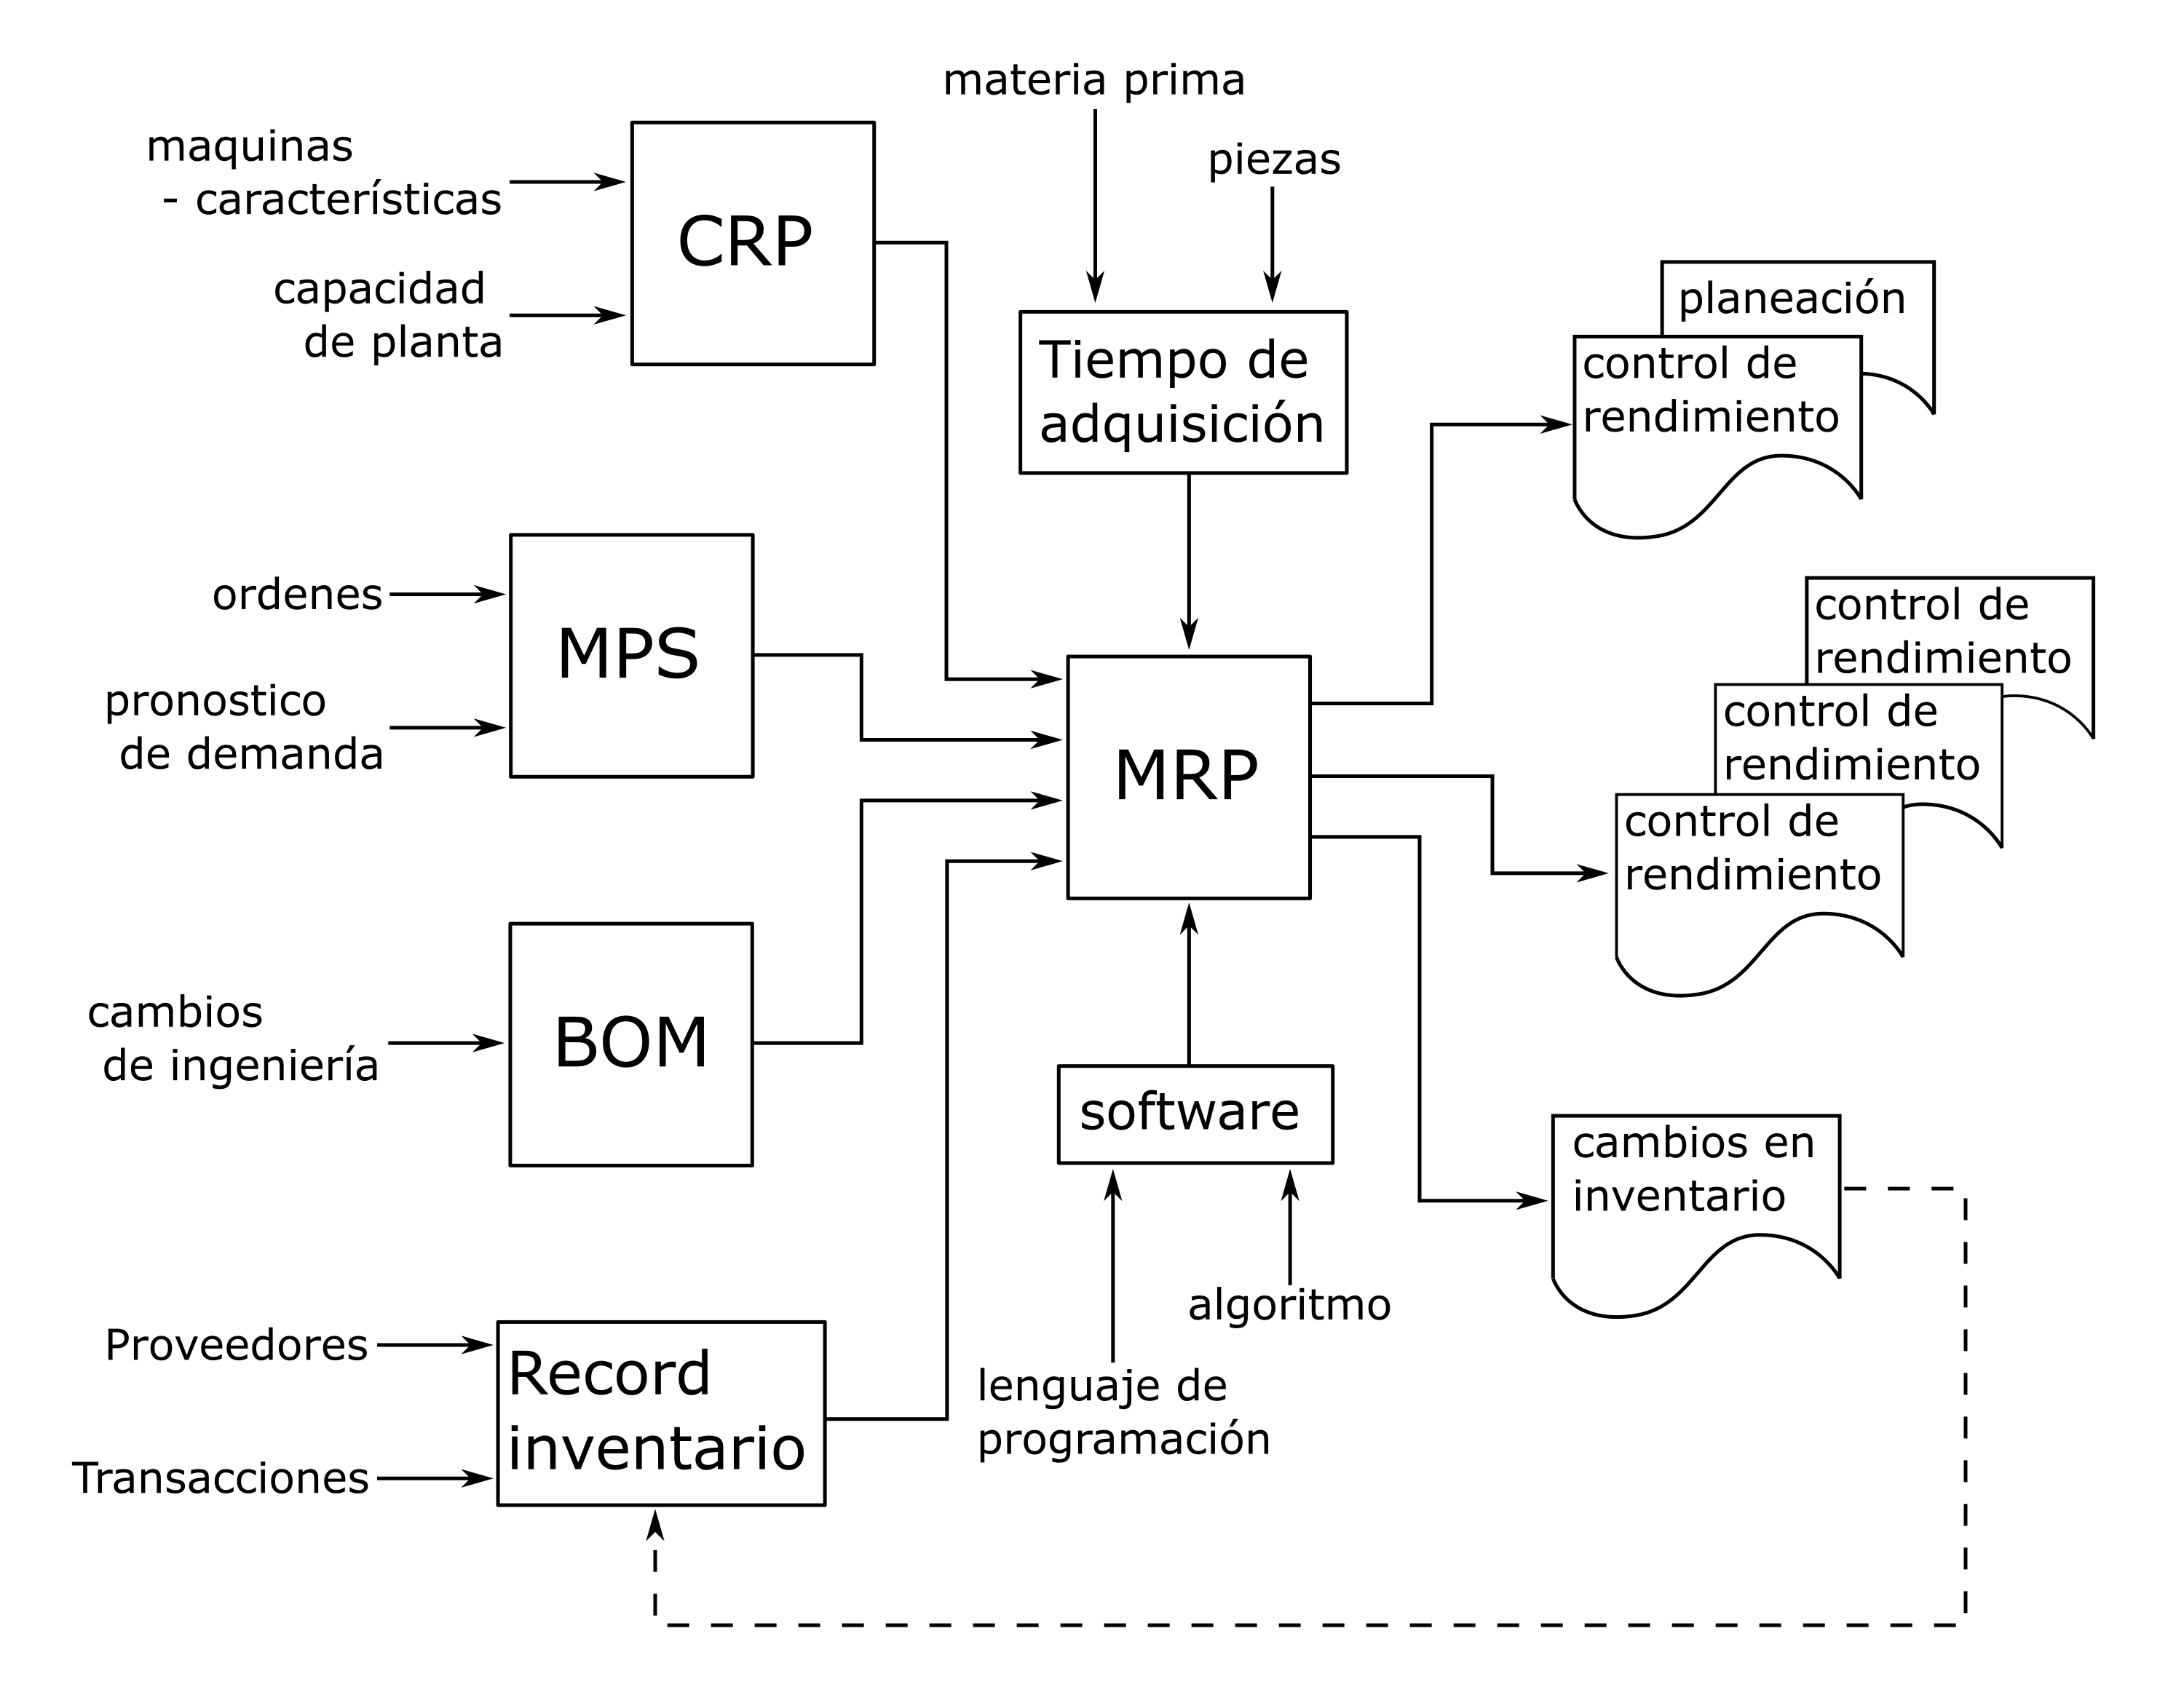 materia prima
piezas
maquinas
- características
capacidad
de planta
CRP
Tiempo de
adquisición
planeación
control de
rendimiento
ordenes
pronostico
de demanda
MPS
MRP
control de
rendimiento
control de
rendimiento
control de
rendimiento
cambios
de ingeniería
BOM
software
cambios en
inventario
algoritmo
lenguaje de
programación
Proveedores
Transacciones
Record
inventario